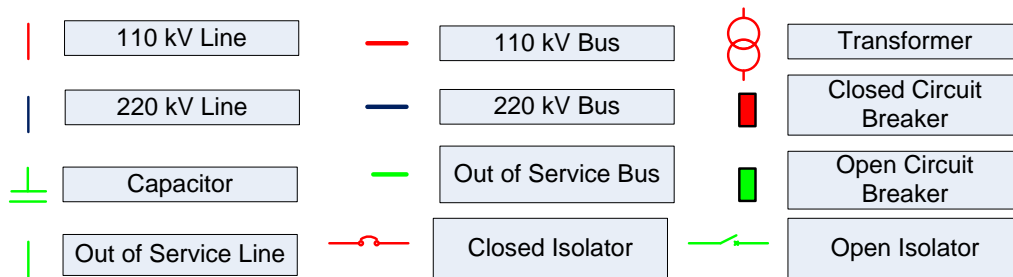 110 kV Line
110 kV Bus
Transformer
220 kV Line
220 kV Bus
Closed Circuit
Breaker
Capacitor
Out of Service Bus
Open Circuit
Breaker
Out of Service Line
Closed Isolator
Open Isolator